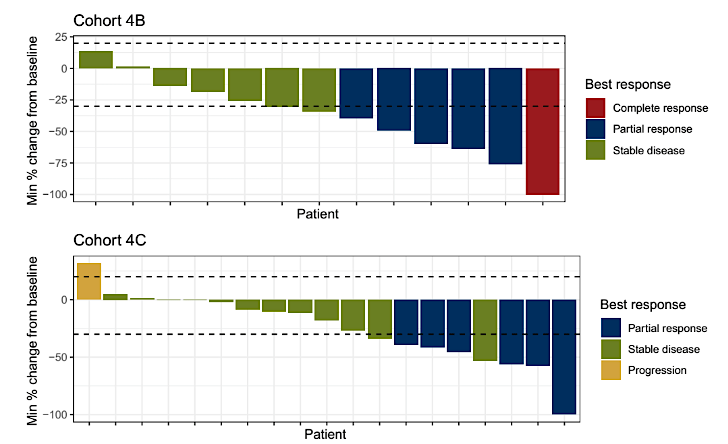 Cohort 4B
Min % change from baseline
25
0
−25
−50
−75
−100
Patient
Best response
Complete response
Partial response
Stable disease
Cohort 4C
Min % change from baseline
0
−50
−100
Patient
Best response
Partial response
Stable disease
Progression